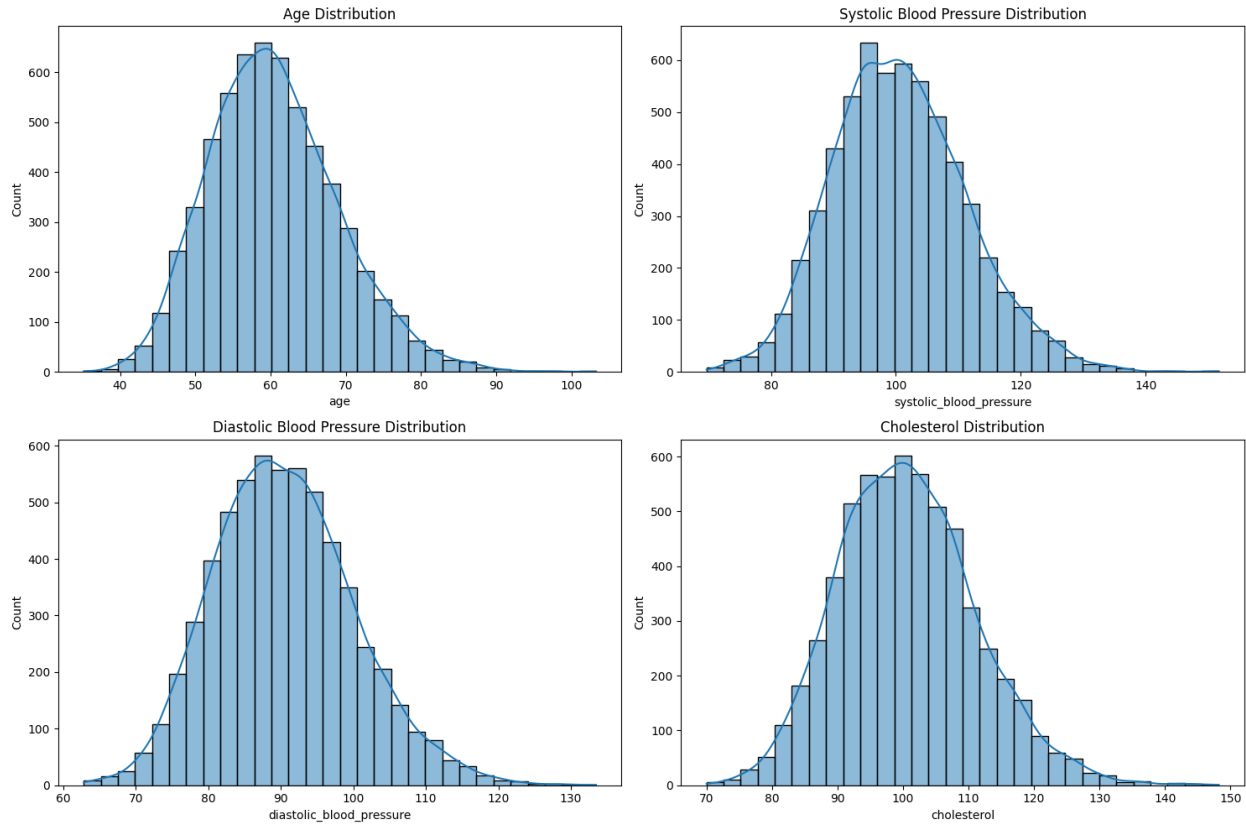 Age Distribution
600
500
400
300
200
100
0
Count
40 50 60 70 80 90 100
age
Systolic Blood Pressure Distribution
600
500
400
300
200
100
0
Count
80 100 120 140
systolic_blood_pressure
Diastolic Blood Pressure Distribution
600
500
400
300
200
100
0
Count
60 70 80 90 100 110 120 130
diastolic_blood_pressure
Cholesterol Distribution
600
500
400
300
200
100
0
Count
70 80 90 100 110 120 130 140 150
cholesterol